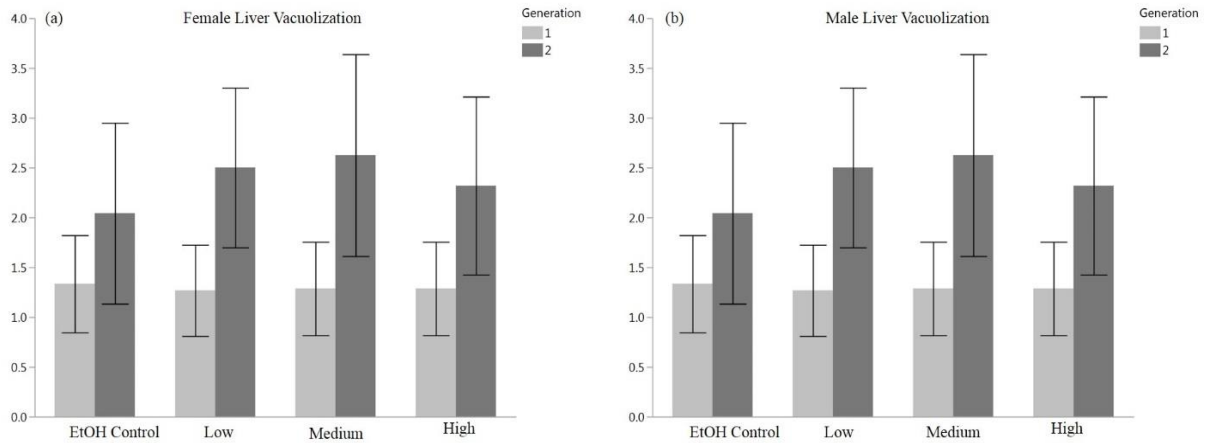 (a)
Female Liver Vacuolization
Generation
1
2
4.0
3.5
3.0
2.5
2.0
1.5
1.0
0.5
0.0
EtOH Control
Low
Medium
High
(b)
Male Liver Vacuolization
Generation
1
2
4.0
3.5
3.0
2.5
2.0
1.5
1.0
0.5
0.0
EtOH Control
Low
Medium
High